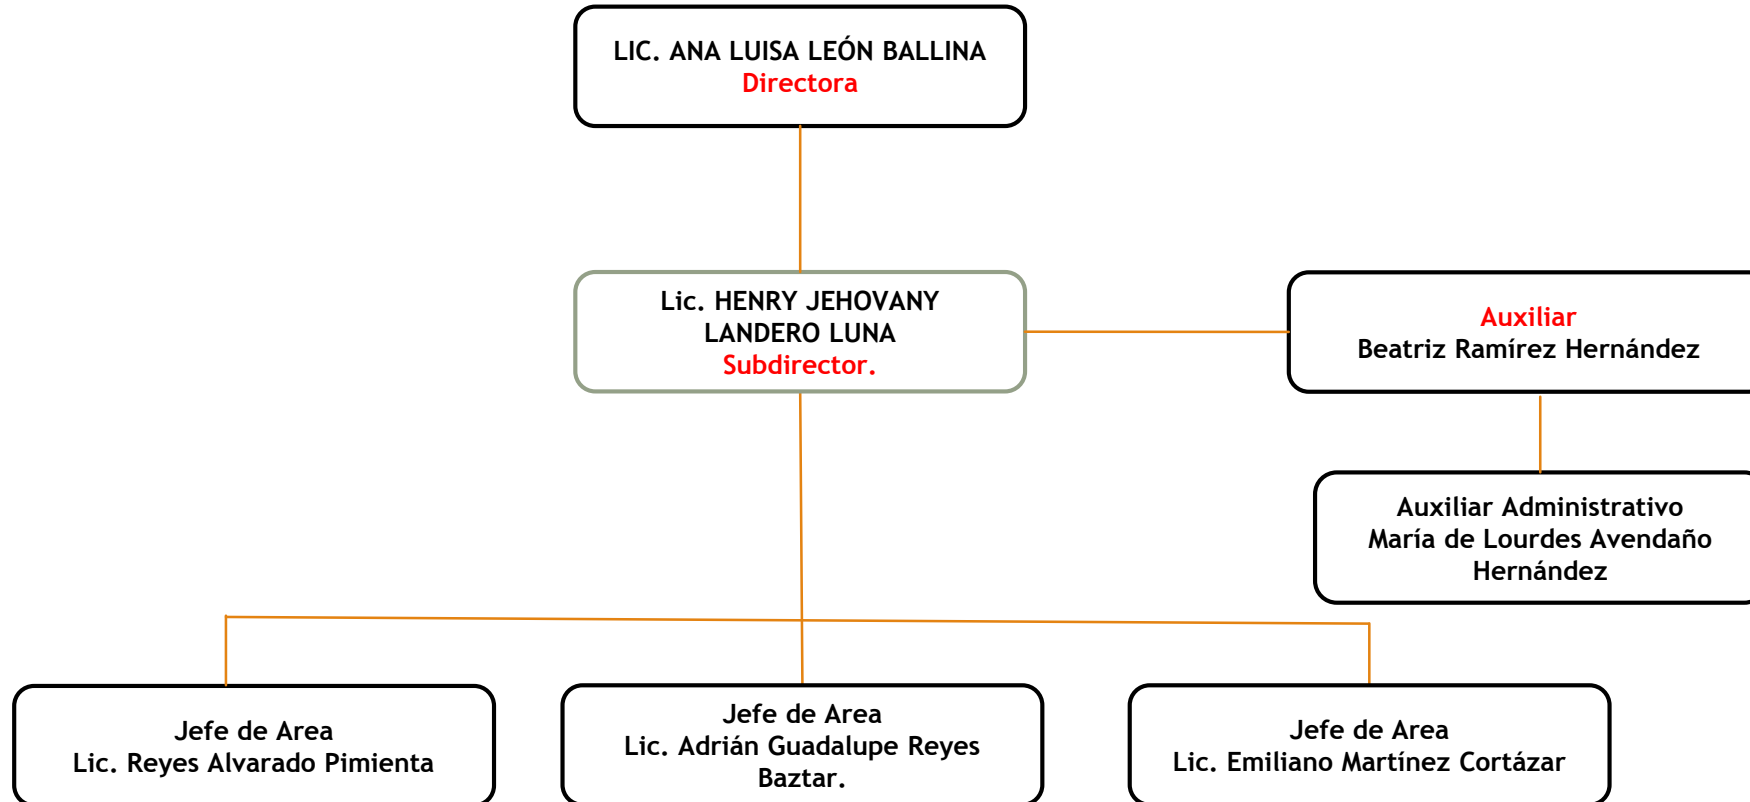 LIC. ANA LUISA LEÓN BALLINA
Directora
Lic. HENRY JEHOVANY
LANDERO LUNA
Subdirector.
Auxiliar
Beatriz Ramírez Hernández
Auxiliar Administrativo
María de Lourdes Avendaño
Hernández
Jefe de Area
Lic. Reyes Alvarado Pimienta
Jefe de Area
Lic. Adrián Guadalupe Reyes
Baztar.
Jefe de Area
Lic. Emiliano Martínez Cortázar